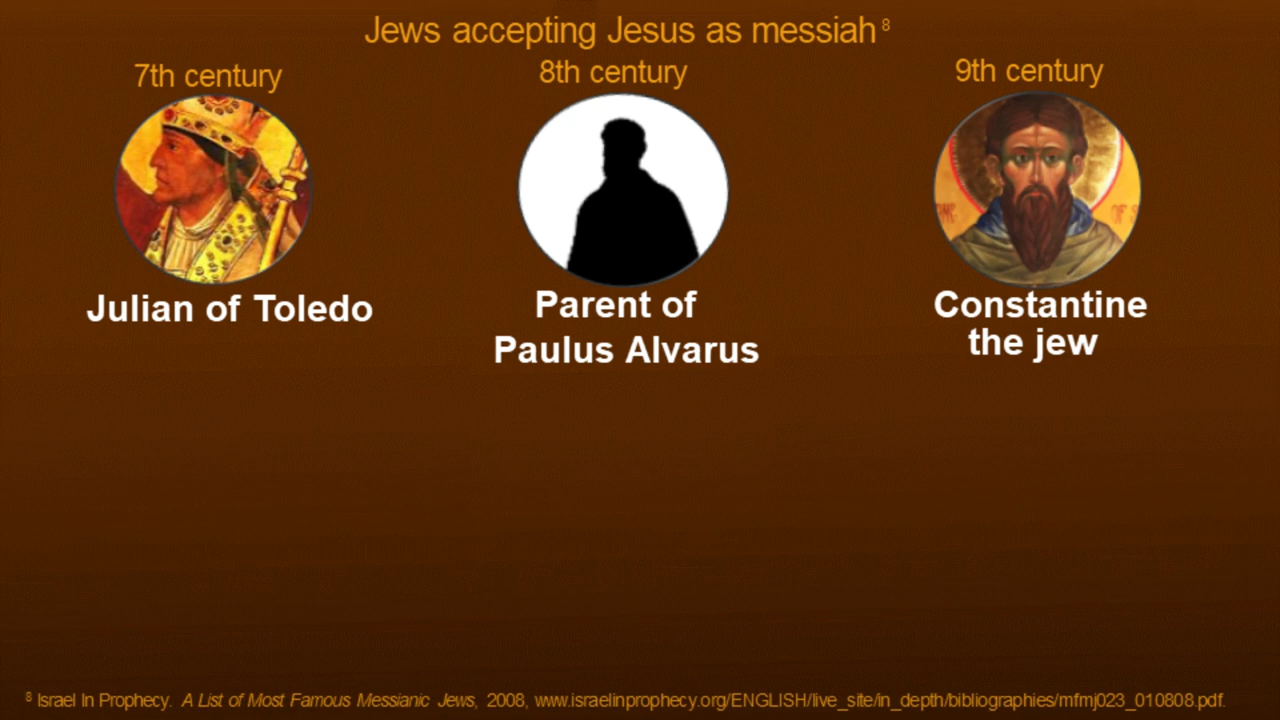 Jews accepting Jesus as messiah 8
7th century
8th century
9th century
Julian of Toledo
Parent of
Paulus Alvarus
Constantine
the jew
8 Israel In Prophecy. A List of Most Famous Messianic Jews, 2008, www.israelinprophecy.org/ENGLISH/live_site/in_depth/bibliographies/mfmj023_010808.pdf.